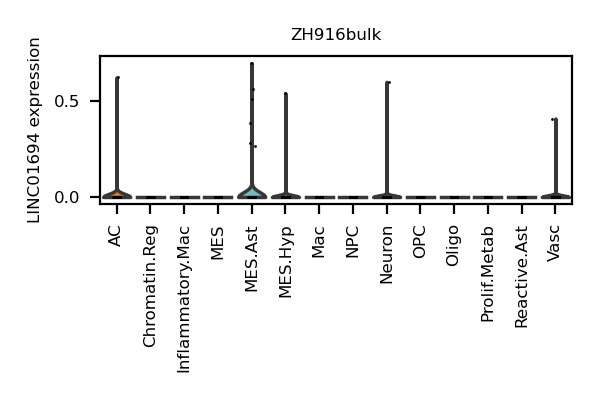 ZH916bulk
LINC01694 expression
0.5
0.0
AC
Chromatin.Reg
Inflammatory.Mac
MES
MES.Ast
MES.Hyp
Mac
NPC
Neuron
OPC
Oligo
Prolif.Metab
Reactive.Ast
Vasc